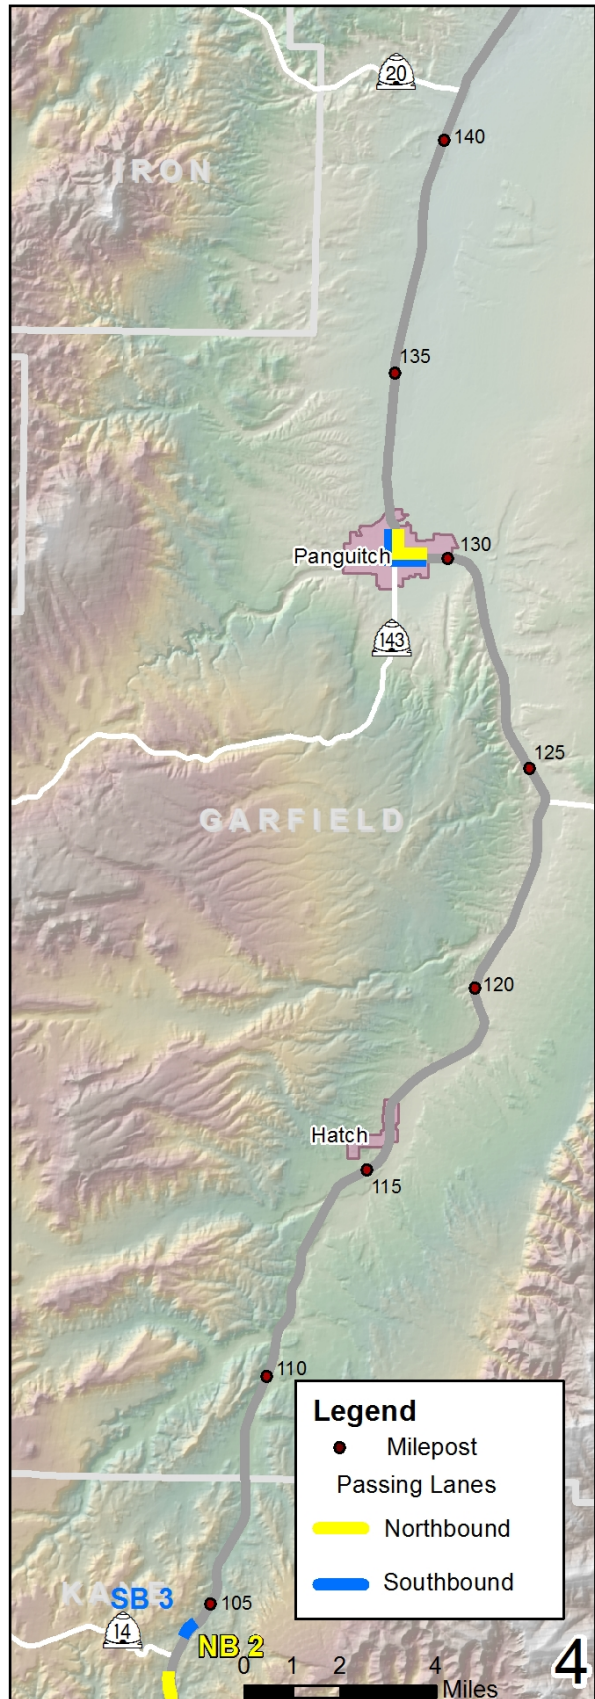 20
140
IRON
135
130
Panguitch
143
125
GARFIELD
120
Hatch
115
110
Legend
Milepost
Passing Lanes
Northbound
Southbound
SB 3
105
14
NB 2
0 1 2 4
Miles
4